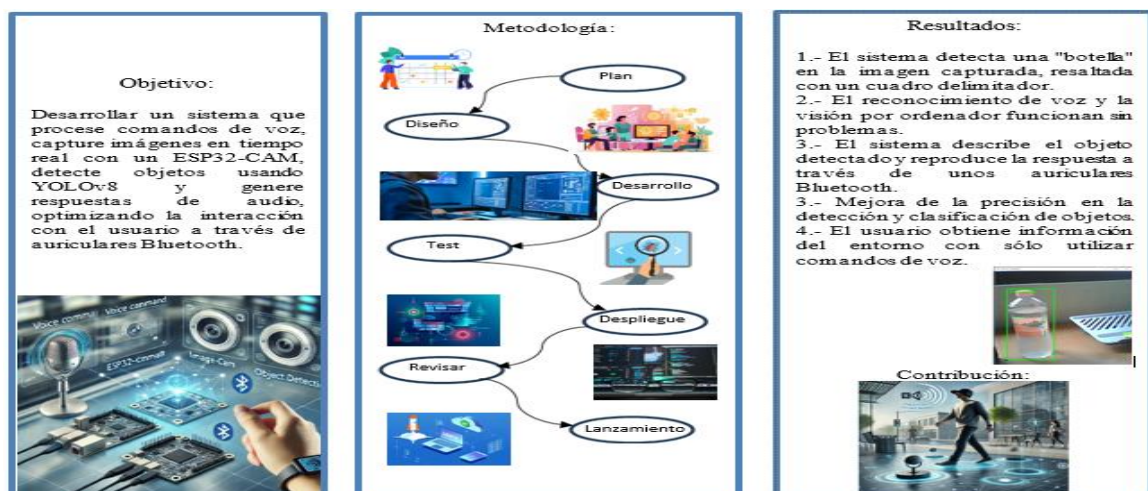 Objetivo:
Desarrollar un sistema que
procese comandos de voz,
capture imágenes en tiempo
real con un ESP32-CAM,
detecte objetos usando
YOLOv8 y genere
respuestas de audio,
optimizando la interacción
con el usuario a través de
auriculares Bluetooth.
Voice command
Object Detects
Metodología:
Plan
Diseño
Desarrollo
Test
Despliegue
Revisar
Lanzamiento
Resultados:
1.- El sistema detecta una "botella"
en la imagen capturada, resaltada
con un cuadro delimitador.
2.- El reconocimiento de voz y la
visión por ordenador funcionan sin
problemas.
3.- El sistema describe el objeto
detectado y reproduce la respuesta a
través de unos auriculares
Bluetooth.
3.- Mejora de la precisión en la
detección y clasificación de objetos.
4.- El usuario obtiene información
del entorno con sólo utilizar
comandos de voz.
Contribución: